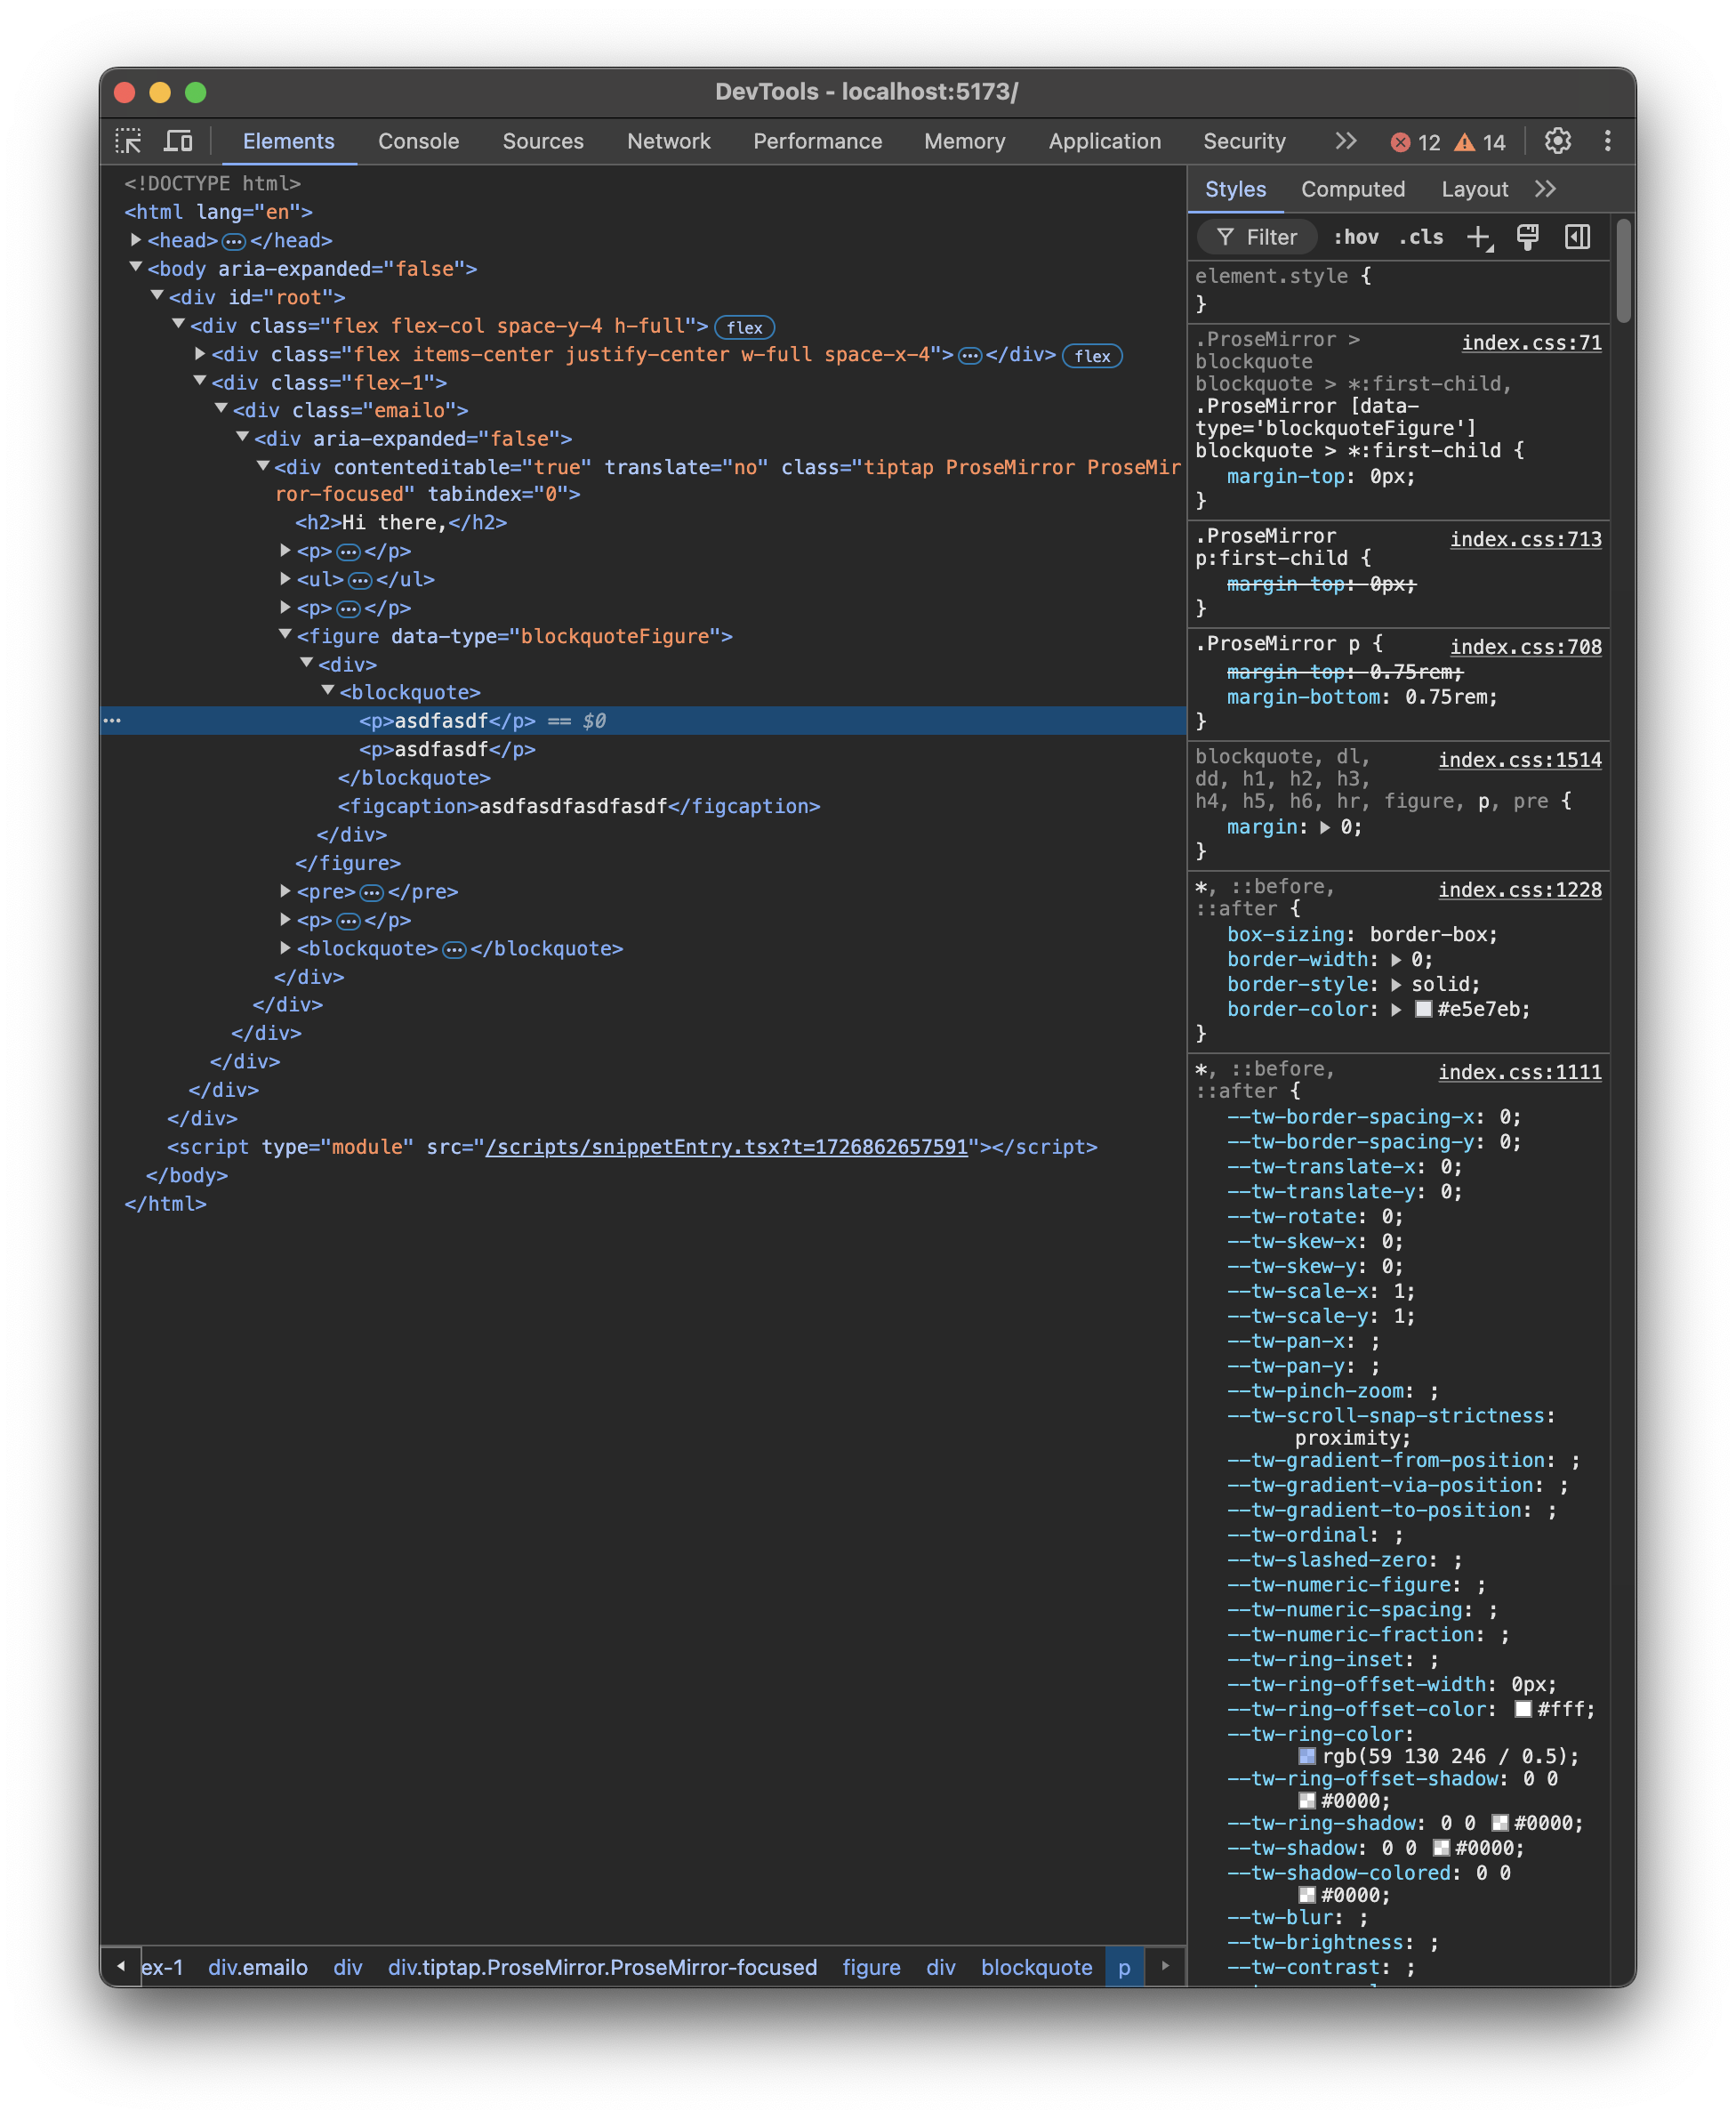 DevTools - localhost:5173/
Elements Console Sources Network Performance Memory Application Security 12 14
<!DOCTYPE html>
<html lang="en">
<head> </head>
<body aria-expanded="false">
<div id="root">
<div class="flex flex-col space-y-4 h-full"> flex
<div class="flex items-center justify-center w-full space-x-4"> </div> flex
<div class="flex-1">
<div class="emailo">
<div aria-expanded="false">
<div contenteditable="true" translate="no" class="tiptap ProseMirror ProseMir
ror-focused" tabindex="0">
<h2>Hi there,</h2>
<p> </p>
<ul> </ul>
<p> </p>
<figure data-type="blockquoteFigure">
<div>
<blockquote>
<p>asdfasdf</p> == $0
<p>asdfasdf</p>
</blockquote>
<figcaption>asdfasdfasdfasdf</figcaption>
</div>
</figure>
<pre> </pre>
<p> </p>
<blockquote> </blockquote>
</div>
</div>
</div>
</div>
</div>
</div>
<script type="module" src="/scripts/snippetEntry.tsx?t=1726862657591"></script>
</body>
</html>
ex-1 div.emailo div div.tiptap.ProseMirror.ProseMirror-focused figure div blockquote p
Styles Computed Layout
Filter :hov .cls
element.style {
}
.ProseMirror > index.css:71
blockquote
blockquote > *:first-child,
.ProseMirror [data-
type='blockquoteFigure']
blockquote > *:first-child {
margin-top: 0px;
}
.ProseMirror index.css:713
p:first-child {
margin-top: 0px;
}
.ProseMirror p { index.css:708
margin-top: 0.75rem;
margin-bottom: 0.75rem;
}
blockquote, dl, index.css:1514
dd, h1, h2, h3,
h4, h5, h6, hr, figure, p, pre {
margin: 0;
}
*, ::before, index.css:1228
::after {
box-sizing: border-box;
border-width: 0;
border-style: solid;
border-color: #e5e7eb;
}
*, ::before, index.css:1111
::after {
--tw-border-spacing-x: 0;
--tw-border-spacing-y: 0;
--tw-translate-x: 0;
--tw-translate-y: 0;
--tw-rotate: 0;
--tw-skew-x: 0;
--tw-skew-y: 0;
--tw-scale-x: 1;
--tw-scale-y: 1;
--tw-pan-x: ;
--tw-pan-y: ;
--tw-pinch-zoom: ;
--tw-scroll-snap-strictness:
proximity;
--tw-gradient-from-position: ;
--tw-gradient-via-position: ;
--tw-gradient-to-position: ;
--tw-ordinal: ;
--tw-slashed-zero: ;
--tw-numeric-figure: ;
--tw-numeric-spacing: ;
--tw-numeric-fraction: ;
--tw-ring-inset: ;
--tw-ring-offset-width: 0px;
--tw-ring-offset-color: #fff;
--tw-ring-color:
rgb(59 130 246 / 0.5);
--tw-ring-offset-shadow: 0 0
#0000;
--tw-ring-shadow: 0 0 #0000;
--tw-shadow: 0 0 #0000;
--tw-shadow-colored: 0 0
#0000;
--tw-blur: ;
--tw-brightness: ;
--tw-contrast: ;